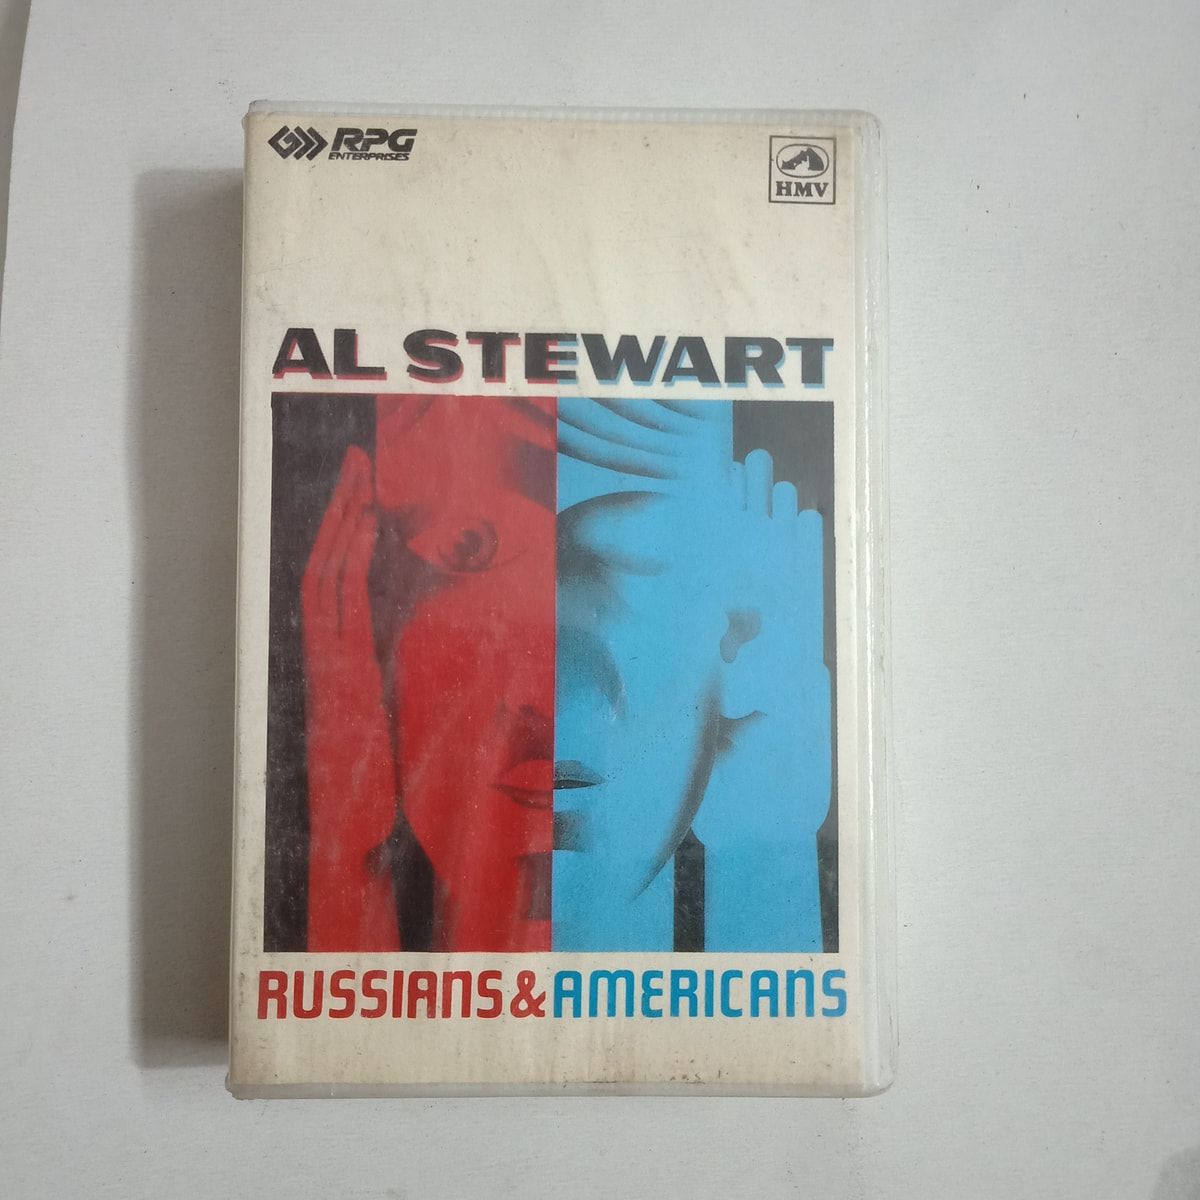 RPG
ENTERPRISES
HMV
AL STEWART
RUSSIANS & AMERICANS